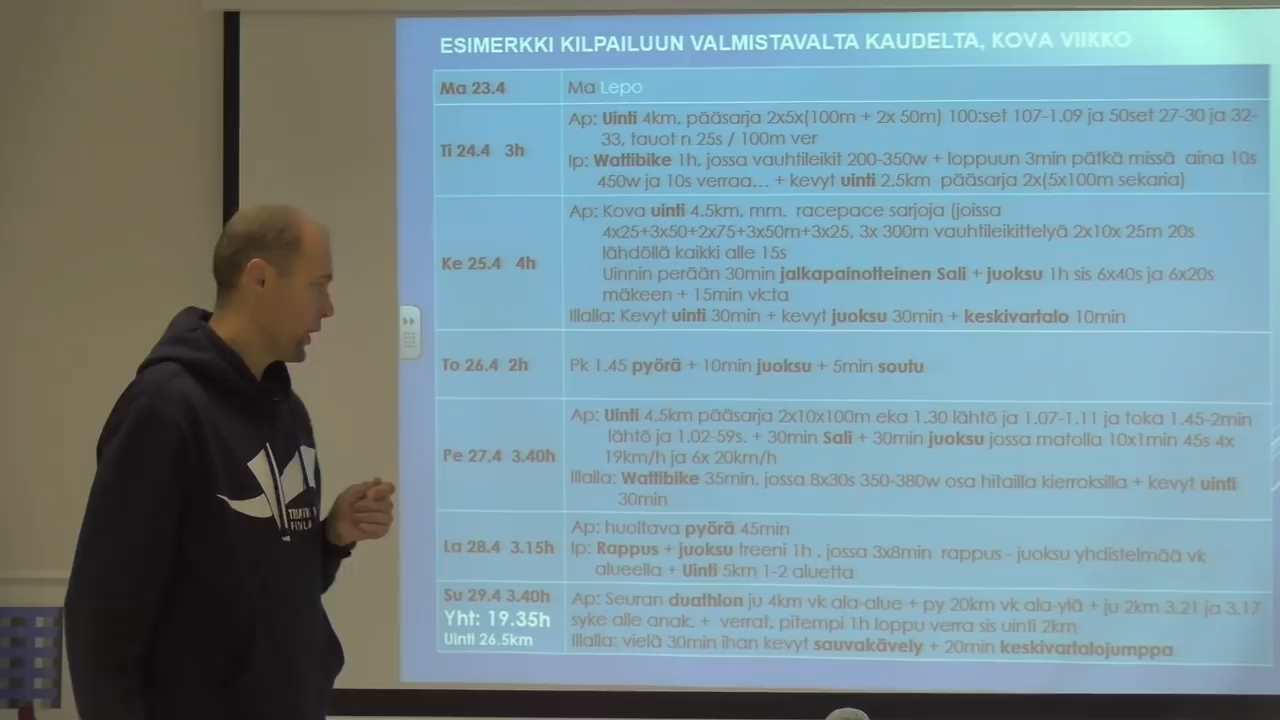 ESIMERKKI KILPAILUUN VALMISTAVALTA KAUDELTA, KOVA VIIKKO
Ma 23.4
Ma Lepo
Ti 24.4 3h
Ap: Uinti 4km, pääsarja 2x5x(100m + 2x 50m) 100:set 107-1.09 ja 50set 27-30 ja 32-
33, tauot n 25s / 100m ver
Ip: Wattibike 1h, jossa vauhtileikit 200-350w + loppuun 3min pätkä missä aina 10s
450w ja 10s verraa... + kevyt uinti 2.5km pääsarja 2x(5x100m sekaria)
Ke 25.4 4h
Ap: Kova uinti 4.5km, mm. racepace sarjoja (joissa
4x25+3x50+2x75+3x50m+3x25, 3x 300m vauhtileikittelyä 2x10x 25m 20s
lähdöllä kaikki alle 15s
Uinnin perään 30min jalkapainotteinen Sali + juoksu 1h sis 6x40s ja 6x20s
mäkeen + 15min vk:ta
Illalla: Kevyt uinti 30min + kevyt juoksu 30min + keskivartalo 10min
To 26.4 2h
Pk 1.45 pyörä + 10min juoksu + 5min soutu
Pe 27.4 3.40h
Ap: Uinti 4.5km pääsarja 2x10x100m eka 1.30 lähtö ja 1.07-1.11 ja toka 1.45-2min
lähtö ja 1.02-59s. + 30min Sali + 30min juoksu jossa matolla 10x1min 45s 4x
19km/h ja 6x 20km/h
Illalla: Wattibike 35min, jossa 8x30s 350-380w osa hitailla kierroksilla + kevyt uinti
30min
La 28.4 3.15h
Ap: huoltava pyörä 45min
Ip: Rappus + juoksu treeni 1h , jossa 3x8min rappus - juoksu yhdistelmää vk
alueella + Uinti 5km 1-2 aluetta
Su 29.4 3.40h
Yht: 19.35h
Uinti 26.5km
Ap: Seuran duathlon ju 4km vk ala-alue + py 20km vk ala-ylä + ju 2km 3.21 ja 3.17
syke alle anak. + verrat, pitempi 1h loppu verra sis uinti 2km
Illalla: vielä 30min ihan kevyt sauvakävely + 20min keskivartalojumppa
FINLA